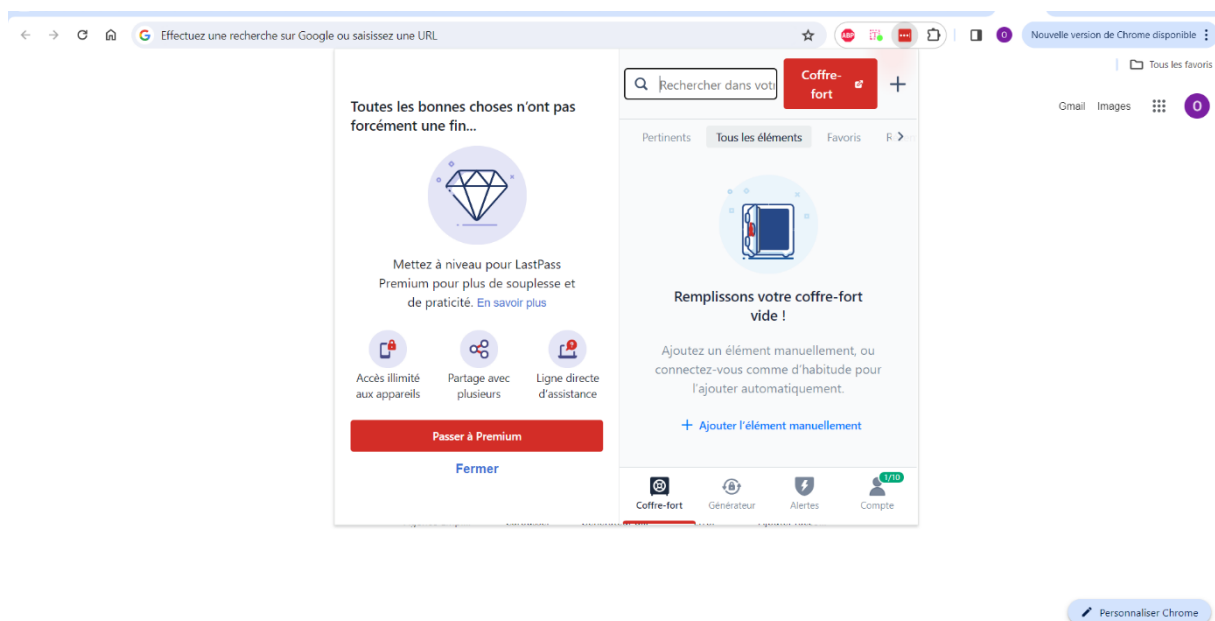 Effectuez une recherche sur Google ou saisissez une URL
ABP
O
Nouvelle version de Chrome disponible
Tous les favoris
Gmail Images
O
Toutes les bonnes choses n'ont pas
forcément une fin...
Mettez à niveau pour LastPass
Premium pour plus de souplesse et
de praticité. En savoir plus
Accès illimité
aux appareils
Partage avec
plusieurs
Ligne directe
d'assistance
Passer à Premium
Fermer
Rechercher dans votr
Coffre-
fort
Pertinents Tous les éléments Favoris
Remplissons votre coffre-fort
vide !
Ajoutez un élément manuellement, ou
connectez-vous comme d'habitude pour
l'ajouter automatiquement.
+ Ajouter l'élément manuellement
1/10
Coffre-fort Générateur Alertes Compte
Personnaliser Chrome